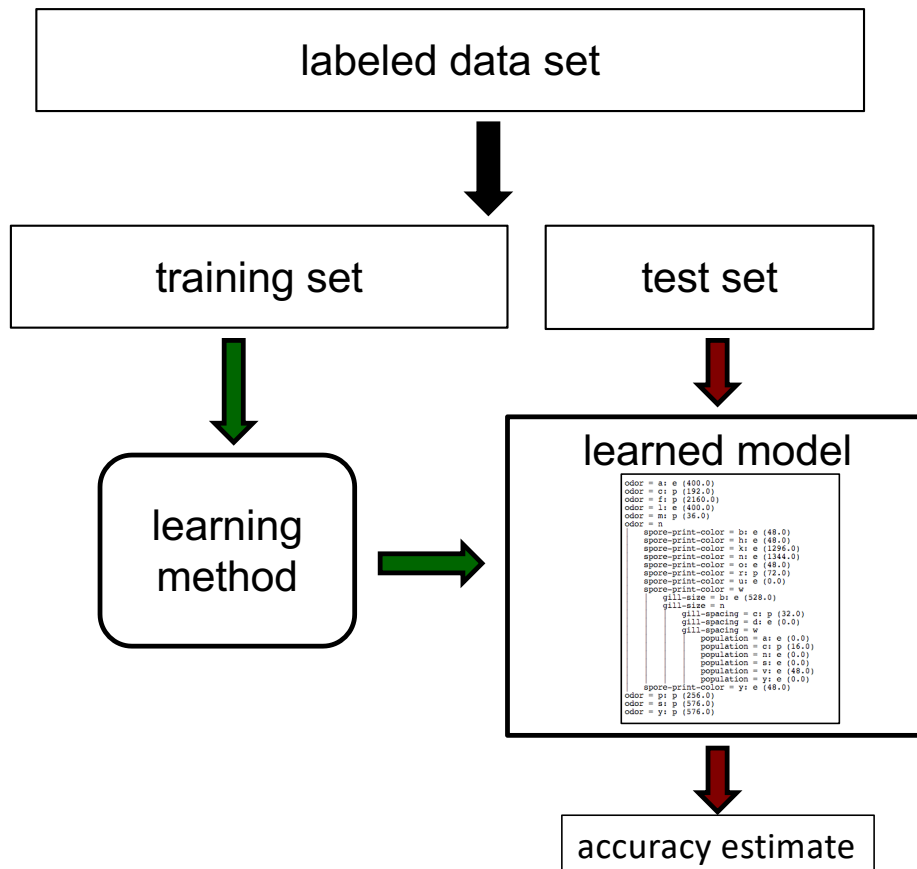 labeled data set
training set
test set
learning
method
learned model
odor = a: e (400.0)
odor = c: p (192.0)
odor = f: p (2160.0)
odor = l: e (400.0)
odor = m: p (36.0)
odor = n
|   spore-print-color = b: e (48.0)
|   spore-print-color = h: e (48.0)
|   spore-print-color = k: e (1296.0)
|   spore-print-color = n: e (1344.0)
|   spore-print-color = o: e (48.0)
|   spore-print-color = r: p (72.0)
|   spore-print-color = u: e (0.0)
|   spore-print-color = w
|   |   gill-size = b: e (528.0)
|   |   gill-size = n
|   |   |   gill-spacing = c: p (32.0)
|   |   |   gill-spacing = d: e (0.0)
|   |   |   gill-spacing = w
|   |   |   |   population = a: e (0.0)
|   |   |   |   population = c: p (16.0)
|   |   |   |   population = n: e (0.0)
|   |   |   |   population = s: e (0.0)
|   |   |   |   population = v: e (48.0)
|   |   |   |   population = y: e (0.0)
|   spore-print-color = y: e (48.0)
odor = p: p (256.0)
odor = s: p (576.0)
odor = y: p (576.0)
accuracy estimate